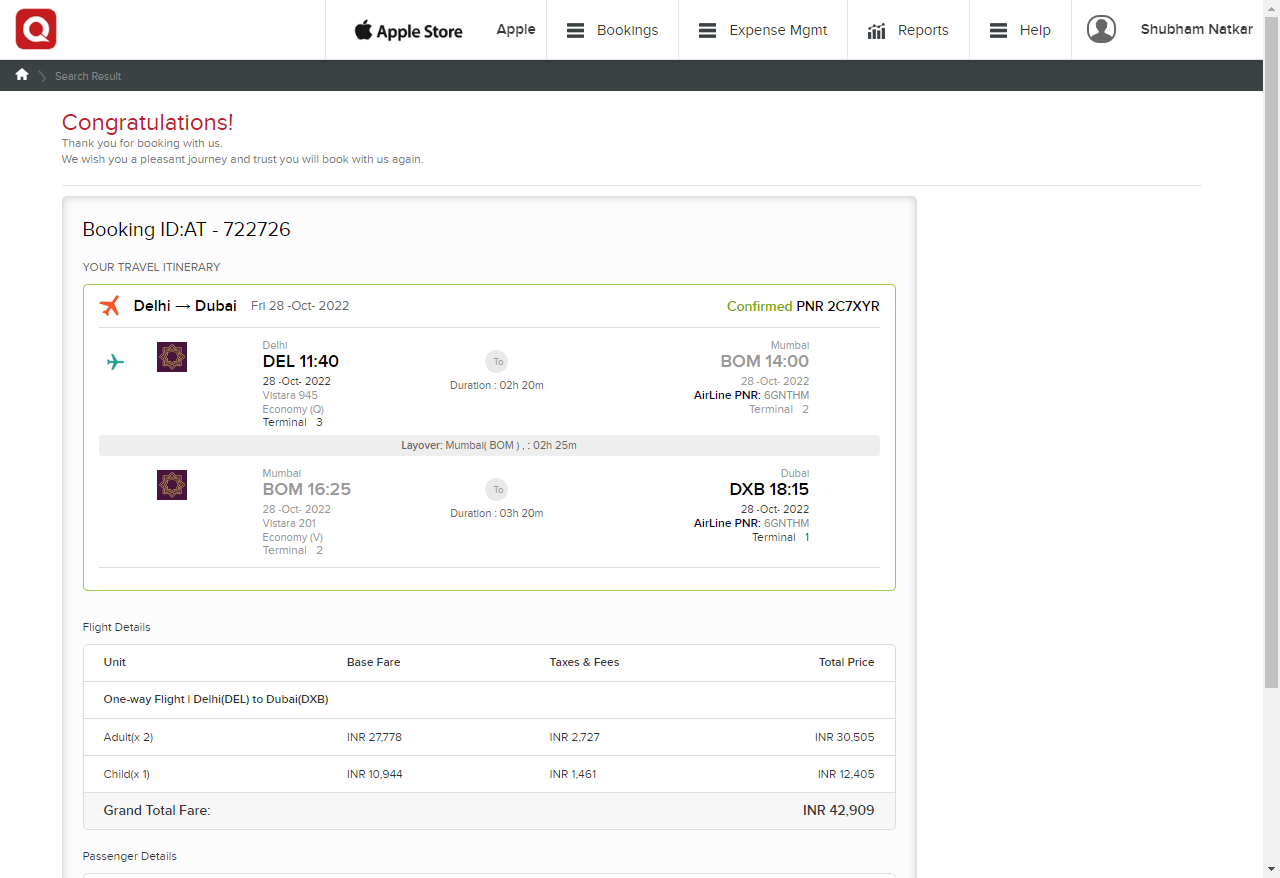 Apple Store
Apple
Bookings
Expense Mgmt
Reports
Help
Shubham Natkar
Search Result
Congratulations!
Thank you for booking with us.
We wish you a pleasant journey and trust you will book with us again.
Booking ID:AT - 722726
YOUR TRAVEL ITINERARY
Delhi → Dubai Fri 28 -Oct- 2022 Confirmed PNR 2C7XYR
Delhi
DEL 11:40
28 -Oct- 2022
Vistara 945
Economy (Q)
Terminal 3
To
Duration : 02h 20m
Mumbai
BOM 14:00
28 -Oct- 2022
AirLine PNR: 6GNTHM
Terminal 2
Layover: Mumbai( BOM ) , : 02h 25m
Mumbai
BOM 16:25
28 -Oct- 2022
Vistara 201
Economy (V)
Terminal 2
To
Duration : 03h 20m
Dubai
DXB 18:15
28 -Oct- 2022
AirLine PNR: 6GNTHM
Terminal 1
Flight Details
Unit Base Fare Taxes & Fees Total Price
One-way Flight | Delhi(DEL) to Dubai(DXB)
Adult(x 2) INR 27,778 INR 2,727 INR 30,505
Child(x 1) INR 10,944 INR 1,461 INR 12,405
Grand Total Fare: INR 42,909
Passenger Details